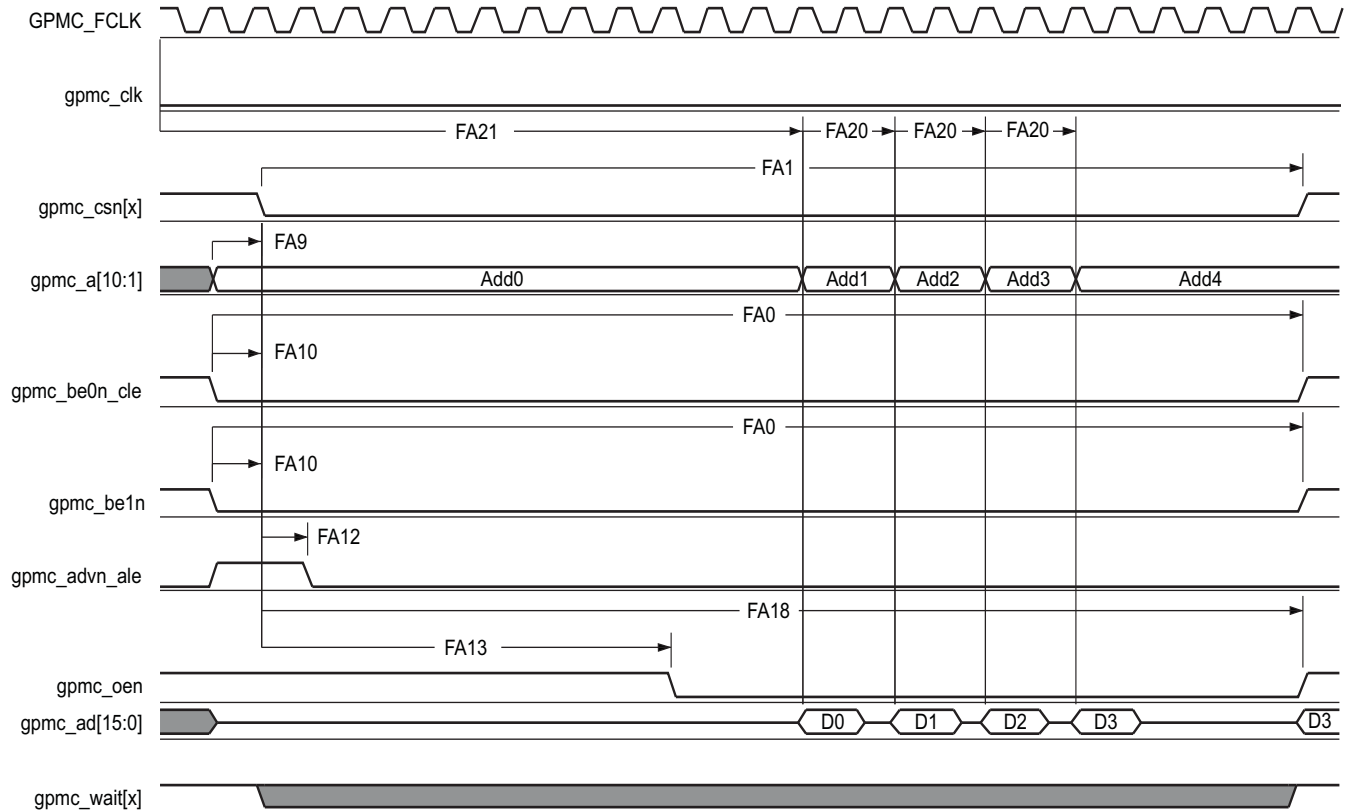 GPMC_FCLK
gpmc_clk
FA21 FA20 FA20 FA20
FA1
gpmc_csn[x]
FA9
gpmc_a[10:1] Add0 Add1 Add2 Add3 Add4
FA0
FA10
gpmc_be0n_cle
FA0
FA10
gpmc_be1n
FA12
gpmc_advn_ale
FA18
FA13
gpmc_oen
gpmc_ad[15:0] D0 D1 D2 D3 D3
gpmc_wait[x]